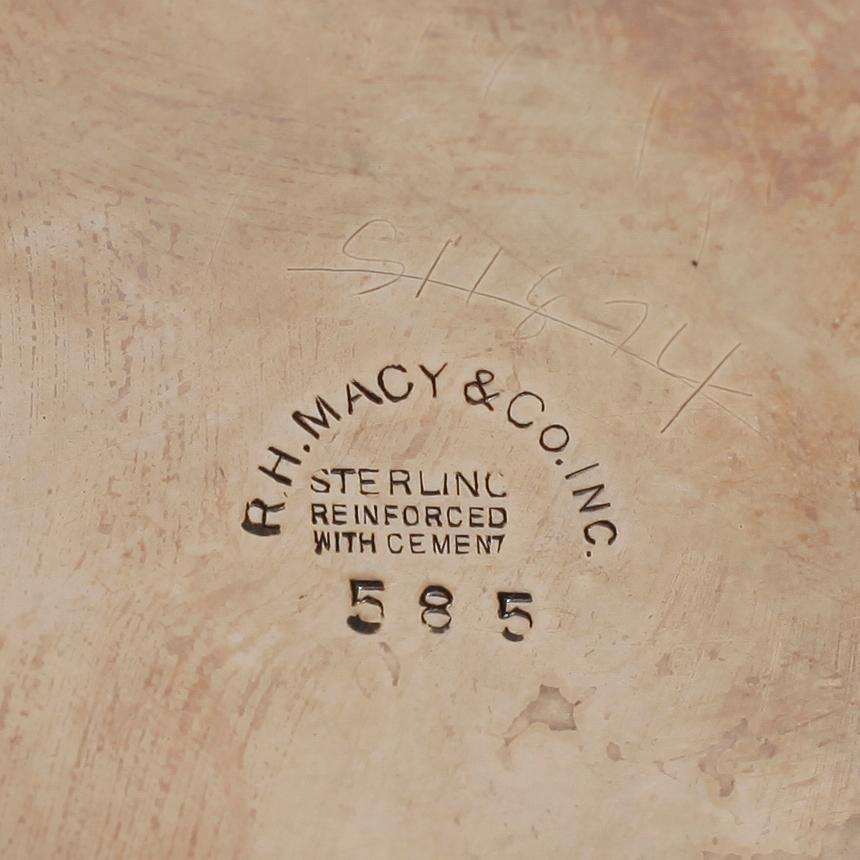 S11874
R.H. MACY & CO. INC.
STERLING
REINFORCED
WITH CEMENT
585